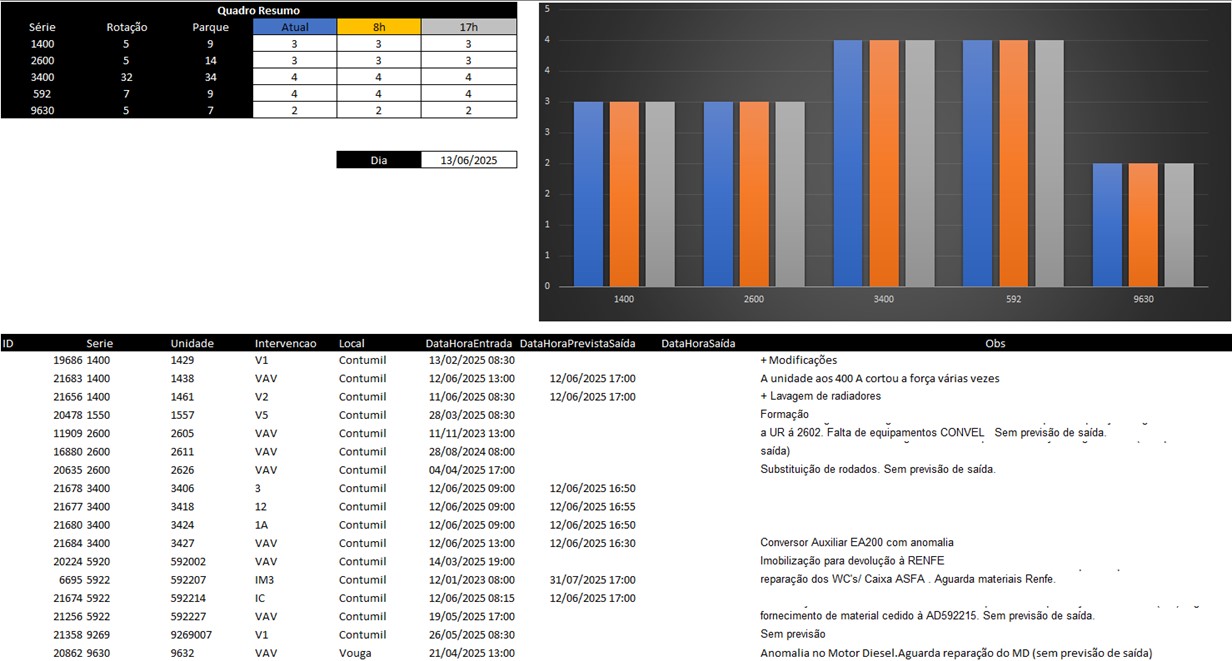 Quadro Resumo
Série Rotação Parque Atual 8h 17h
1400 5 9 3 3 3
2600 5 14 3 3 3
3400 32 34 4 4 4
592 7 9 4 4 4
9630 5 7 2 2 2
Dia 13/06/2025
5
4
4
3
3
2
2
1
1
0
1400 2600 3400 592 9630
ID Serie Unidade Intervencao Local DataHoraEntrada DataHoraPrevistaSaída DataHoraSaída Obs
19686 1400 1429 V1 Contumil 13/02/2025 08:30 + Modificações
21683 1400 1438 VAV Contumil 12/06/2025 13:00 12/06/2025 17:00 A unidade aos 400 A cortou a força várias vezes
21656 1400 1461 V2 Contumil 11/06/2025 08:30 12/06/2025 17:00 + Lavagem de radiadores
20478 1550 1557 V5 Contumil 28/03/2025 08:30 Formação
11909 2600 2605 VAV Contumil 11/11/2023 13:00 a UR á 2602. Falta de equipamentos CONVEL Sem previsão de saída.
16880 2600 2611 VAV Contumil 28/08/2024 08:00 saída)
20635 2600 2626 VAV Contumil 04/04/2025 17:00 Substituição de rodados. Sem previsão de saída.
21678 3400 3406 3 Contumil 12/06/2025 09:00 12/06/2025 16:50
21677 3400 3418 12 Contumil 12/06/2025 09:00 12/06/2025 16:55
21680 3400 3424 1A Contumil 12/06/2025 09:00 12/06/2025 16:50
21684 3400 3427 VAV Contumil 12/06/2025 13:00 12/06/2025 16:30 Conversor Auxiliar EA200 com anomalia
20224 5920 592002 VAV Contumil 14/03/2025 19:00 Imobilização para devolução à RENFE
6695 5922 592207 IM3 Contumil 12/01/2023 08:00 31/07/2025 17:00 reparação dos WC's/ Caixa ASFA . Aguarda materiais Renfe.
21674 5922 592214 IC Contumil 12/06/2025 08:15 12/06/2025 17:00
21256 5922 592227 VAV Contumil 19/05/2025 17:00 fornecimento de material cedido à AD592215. Sem previsão de saída.
21358 9269 9269007 V1 Contumil 26/05/2025 08:30 Sem previsão
20862 9630 9632 VAV Vouga 21/04/2025 13:00 Anomalia no Motor Diesel.Aguarda reparação do MD (sem previsão de saída)